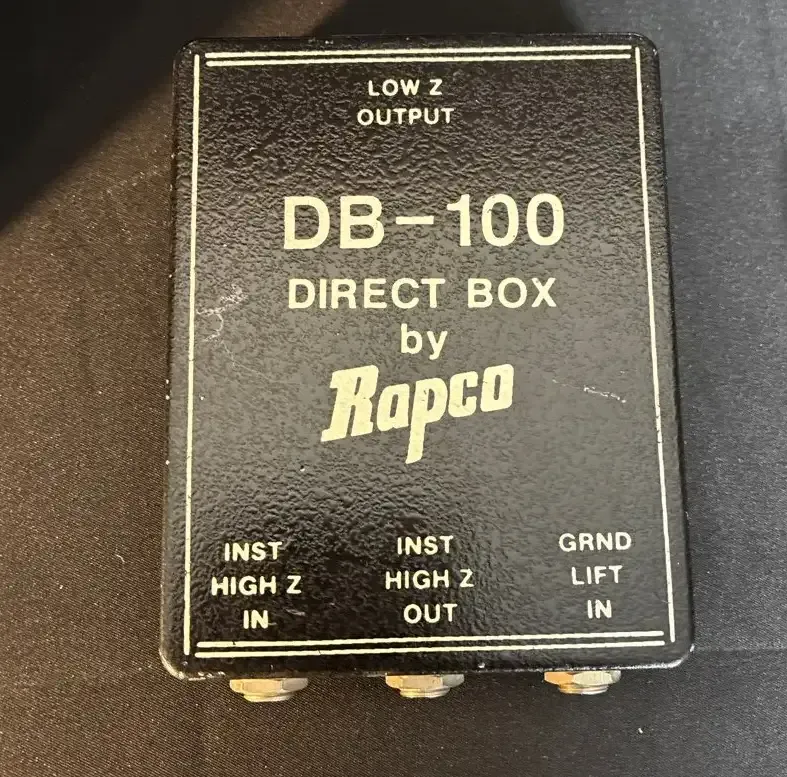 LOW Z
OUTPUT
DB-100
DIRECT BOX
by
Rapco
INST
HIGH Z
IN
INST
HIGH Z
OUT
GRND
LIFT
IN